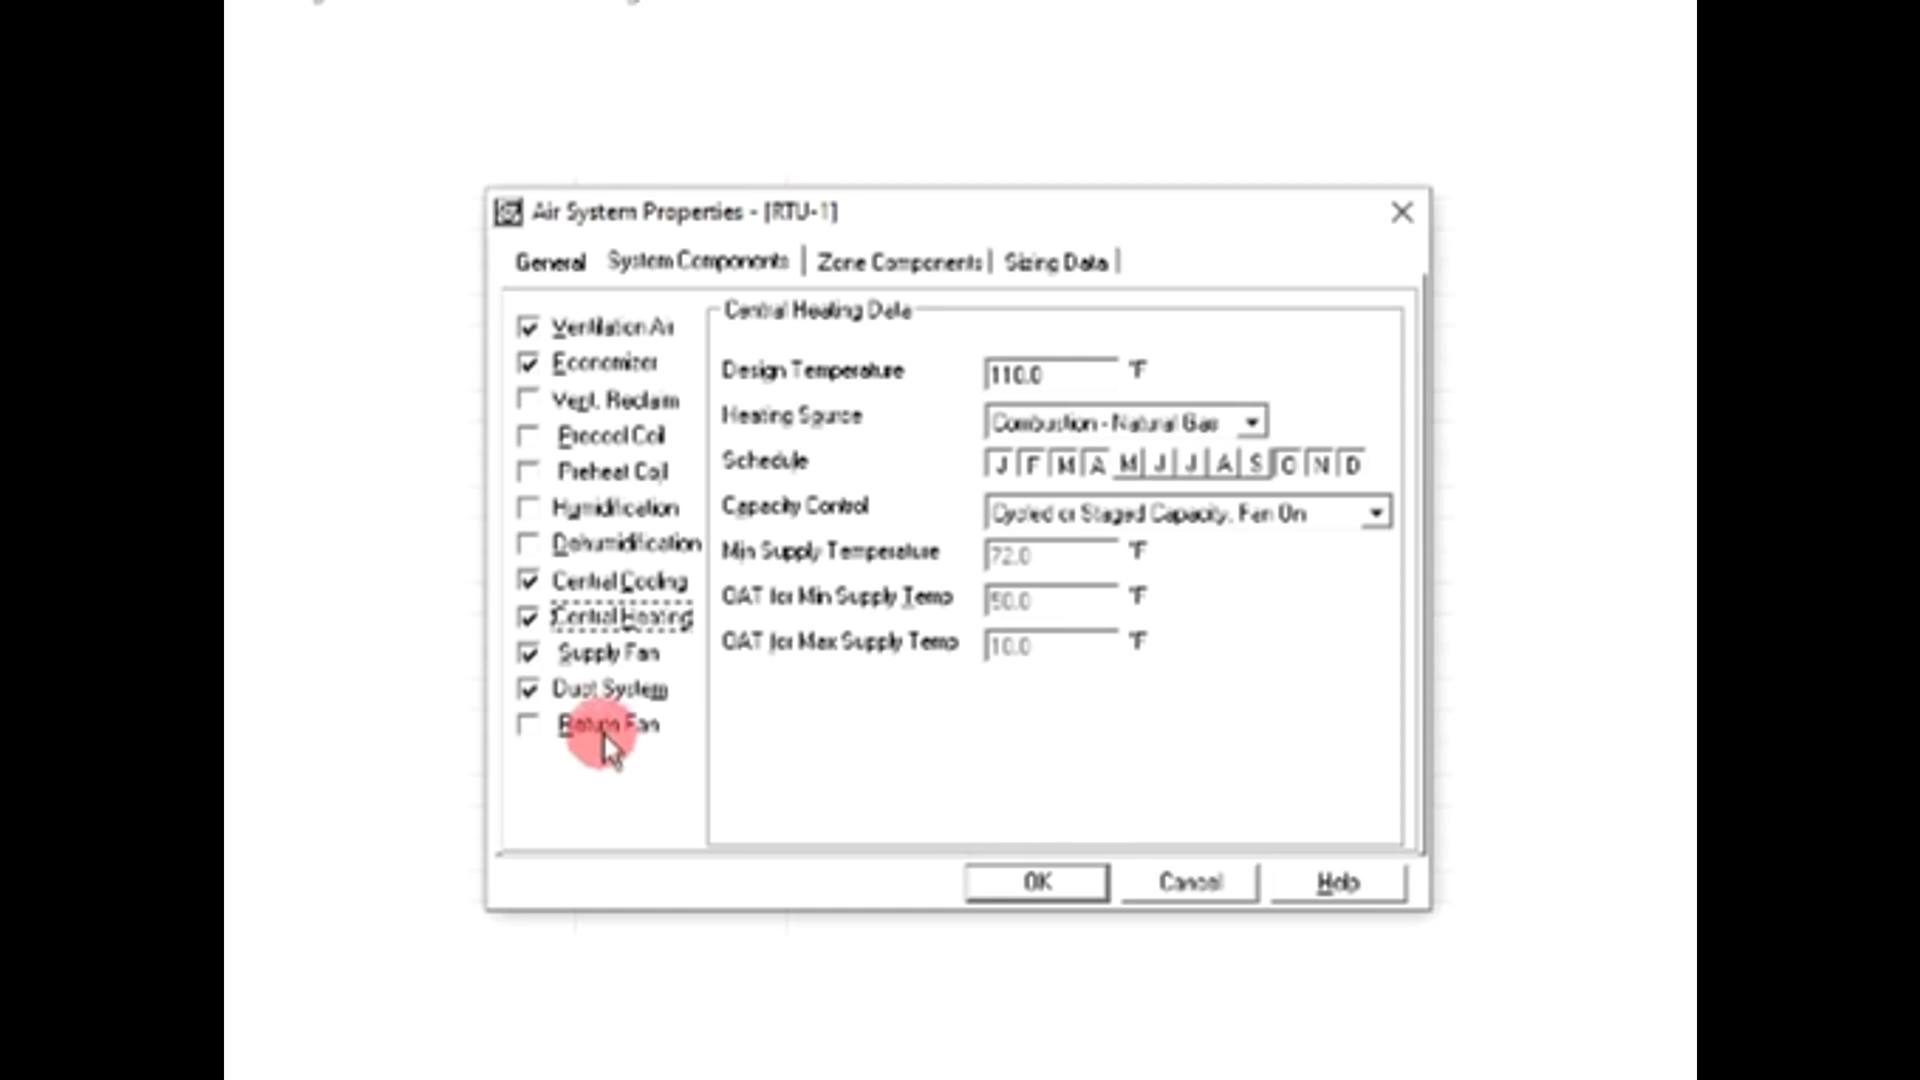 Air System Properties - [RTU-1]
General System Components Zone Components Sizing Data
Ventilation Air
Economizer
Vent. Reclaim
Precool Coil
Preheat Coil
Humidification
Dehumidification
Central Cooling
Central Heating
Supply Fan
Duct System
Return Fan
Central Heating Data
Design Temperature 110.0 °F
Heating Source Combustion - Natural Gas
Schedule J F M A M J J A S O N D
Capacity Control Cycled or Staged Capacity, Fan On
Min Supply Temperature 72.0 °F
OAT for Min Supply Temp 50.0 °F
OAT for Max Supply Temp 10.0 °F
OK Cancel Help